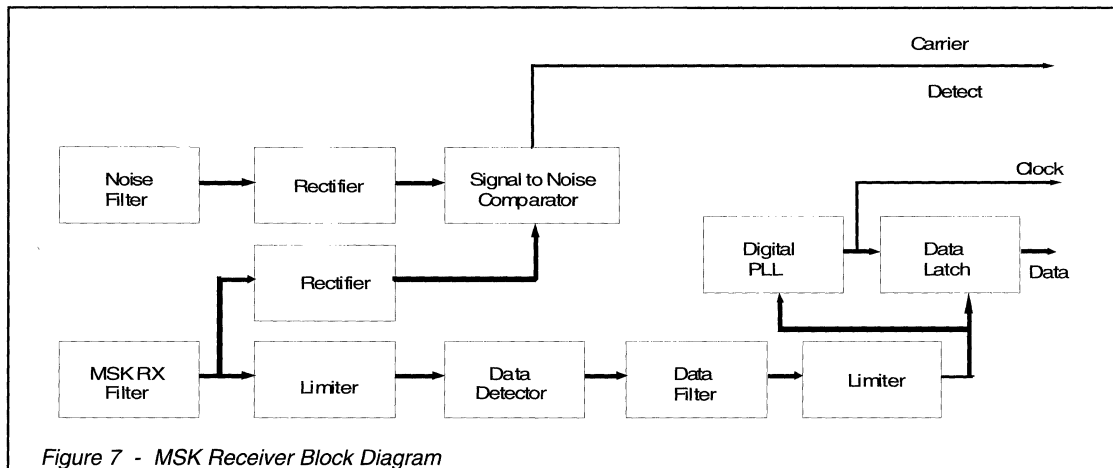 Carrier
Detect
Noise
Filter
Rectifier
Signal to Noise
Comparator
Clock
Rectifier
Digital
PLL
Data
Latch
Data
MSK RX
Filter
Limiter
Data
Detector
Data
Filter
Limiter
Figure 7 - MSK Receiver Block Diagram